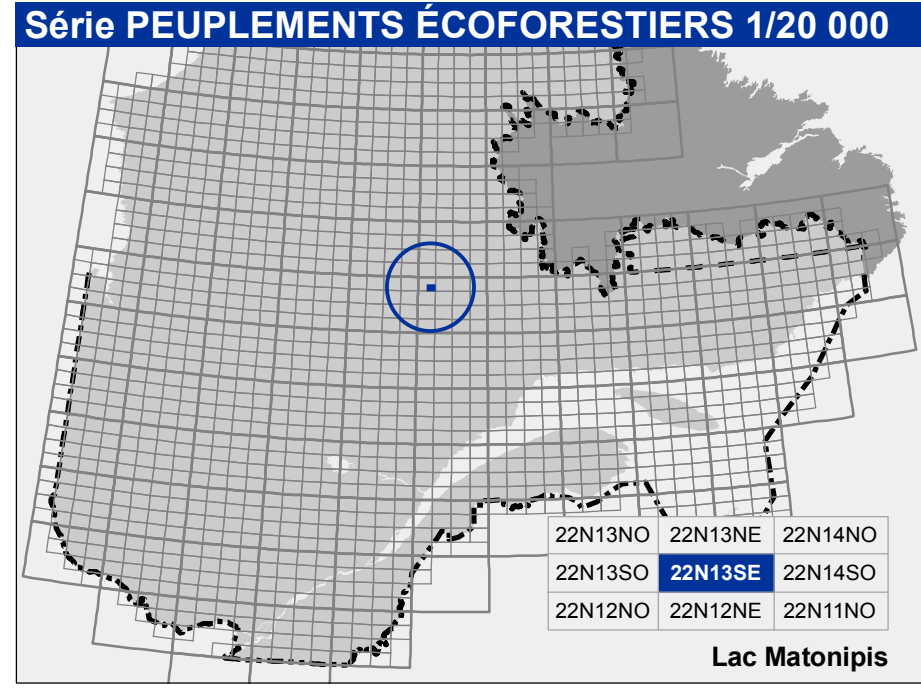 Série PEUPLEMENTS ÉCOFORESTIERS 1/20 000
22N13NO 22N13NE 22N14NO
22N13SO 22N13SE 22N14SO
22N12NO 22N12NE 22N11NO
Lac Matonipis